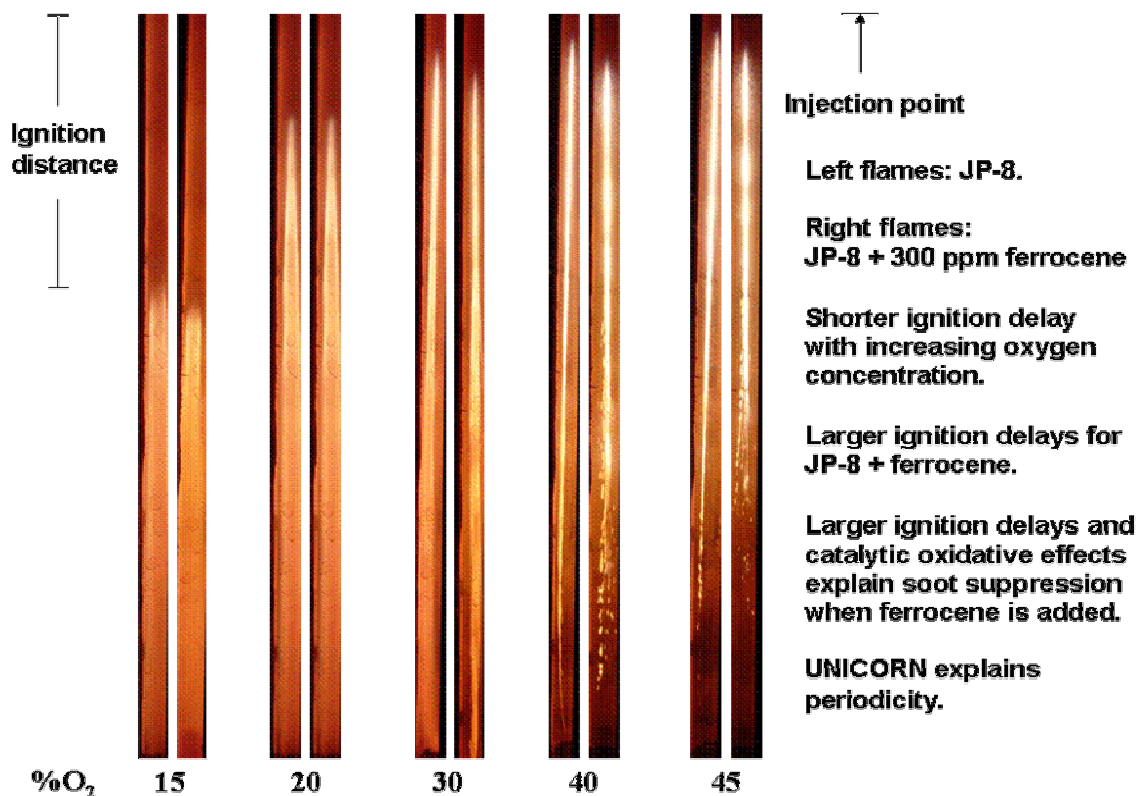 Ignition
distance
Injection point
Left flames: JP-8.
Right flames:
JP-8 + 300 ppm ferrocene
Shorter ignition delay
with increasing oxygen
concentration.
Larger ignition delays for
JP-8 + ferrocene.
Larger ignition delays and
catalytic oxidative effects
explain soot suppression
when ferrocene is added.
UNICORN explains
periodicity.
%O₂ 15 20 30 40 45